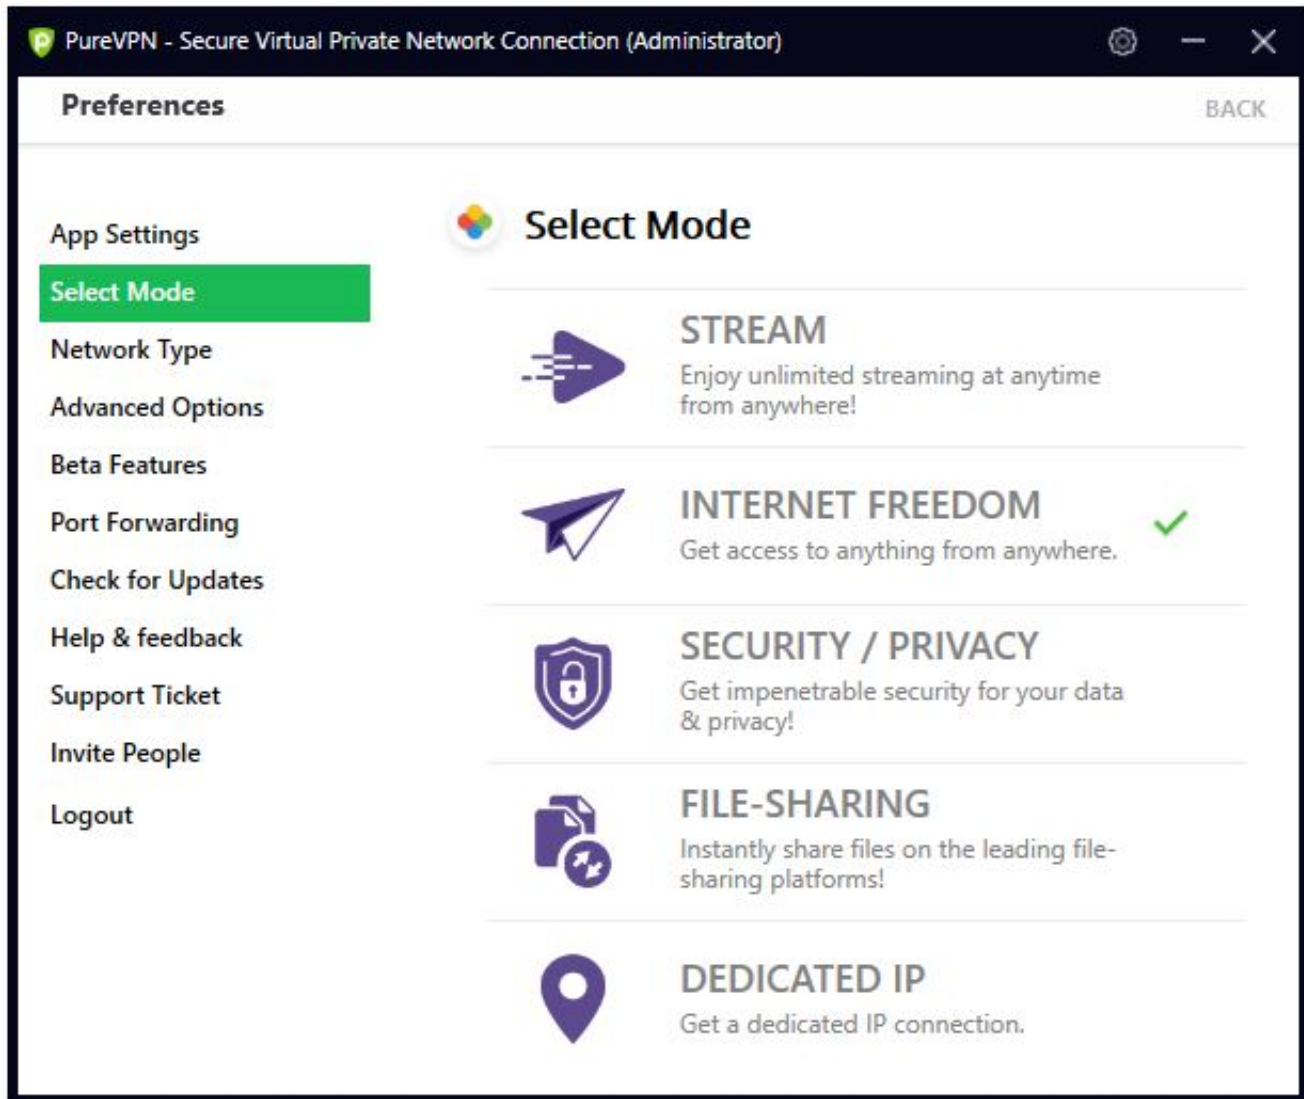 PureVPN - Secure Virtual Private Network Connection (Administrator)
Preferences
BACK
App Settings
Select Mode
Network Type
Advanced Options
Beta Features
Port Forwarding
Check for Updates
Help & feedback
Support Ticket
Invite People
Logout
Select Mode
STREAM
Enjoy unlimited streaming at anytime
from anywhere!
INTERNET FREEDOM
Get access to anything from anywhere.
SECURITY / PRIVACY
Get impenetrable security for your data
& privacy!
FILE-SHARING
Instantly share files on the leading file-
sharing platforms!
DEDICATED IP
Get a dedicated IP connection.